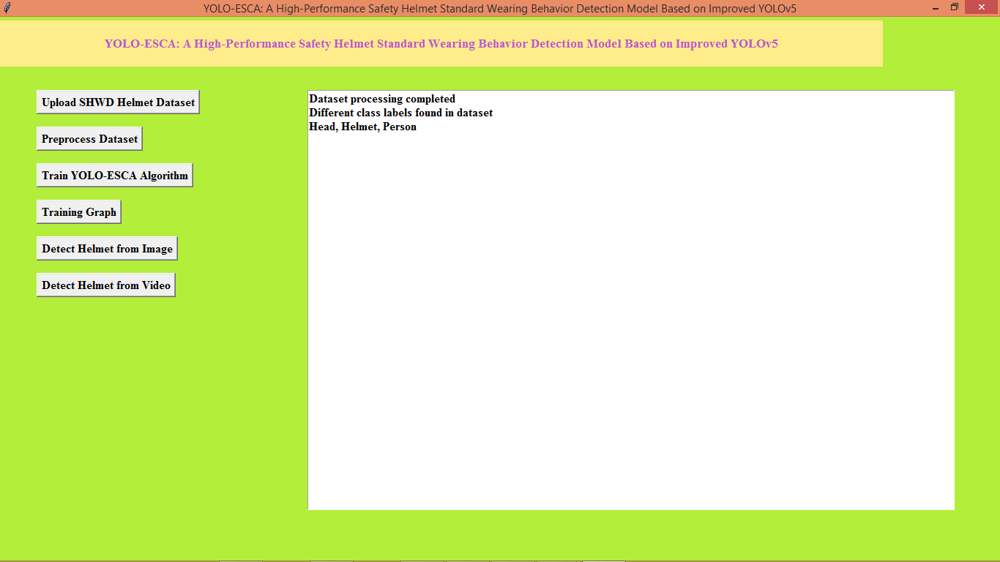 YOLO-ESCA: A High-Performance Safety Helmet Standard Wearing Behavior Detection Model Based on Improved YOLOv5
YOLO-ESCA: A High-Performance Safety Helmet Standard Wearing Behavior Detection Model Based on Improved YOLOv5
Upload SHWD Helmet Dataset
Preprocess Dataset
Train YOLO-ESCA Algorithm
Training Graph
Detect Helmet from Image
Detect Helmet from Video
Dataset processing completed
Different class labels found in dataset
Head, Helmet, Person